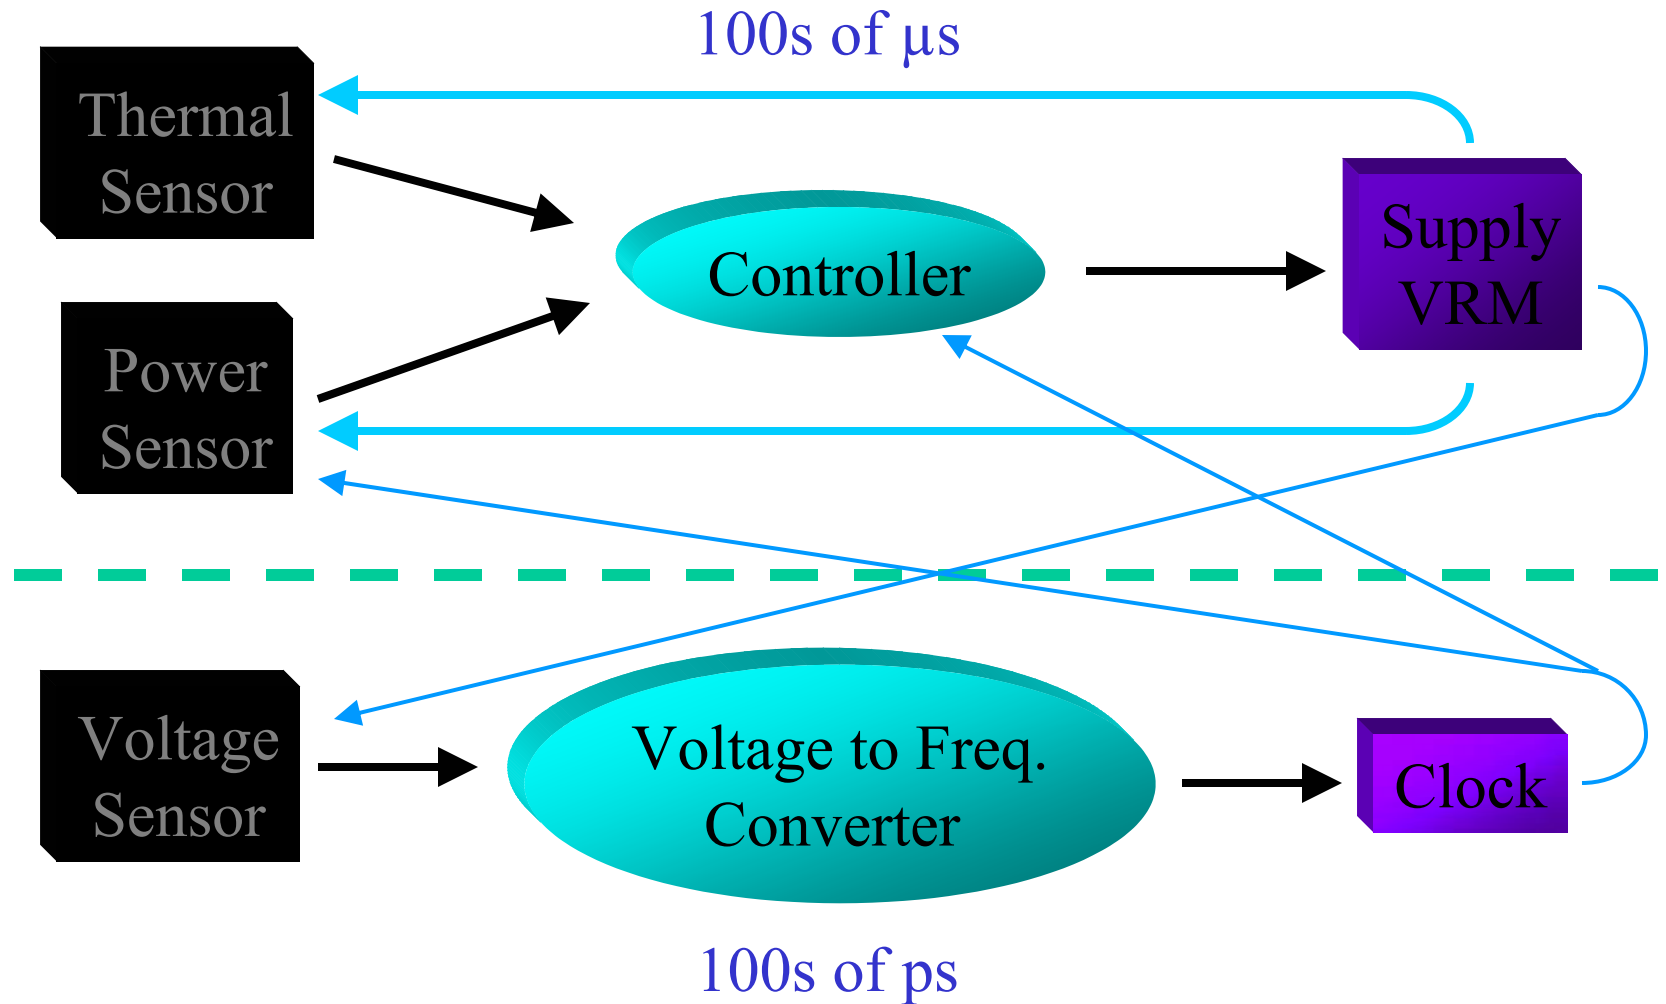 100s of µs
Thermal
Sensor
Controller
Supply
VRM
Power
Sensor
Voltage
Sensor
Voltage to Freq.
Converter
Clock
100s of ps